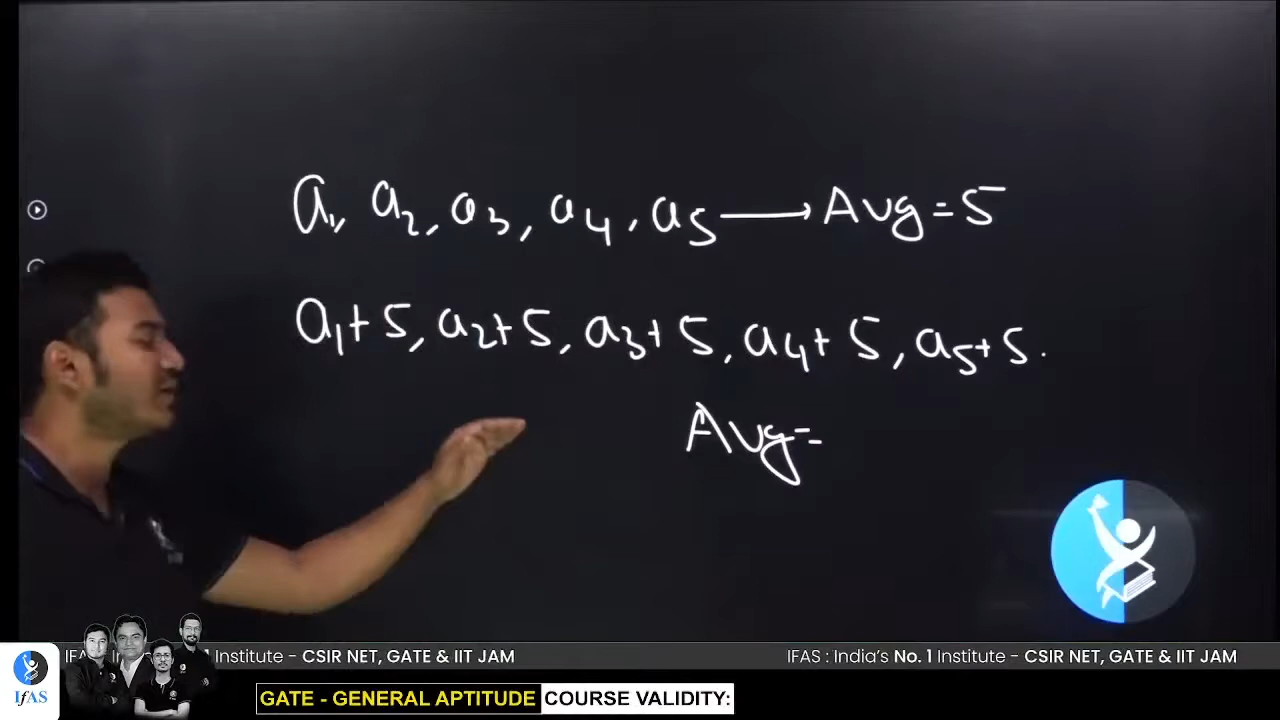 a1, a2, a3, a4, a5 → Avg = 5
a1+5, a2+5, a3+5, a4+5, a5+5.
Avg=
IFAS Institute - CSIR NET, GATE & IIT JAM
IFAS : India's No. 1 Institute - CSIR NET, GATE & IIT JAM
GATE - GENERAL APTITUDE COURSE VALIDITY: